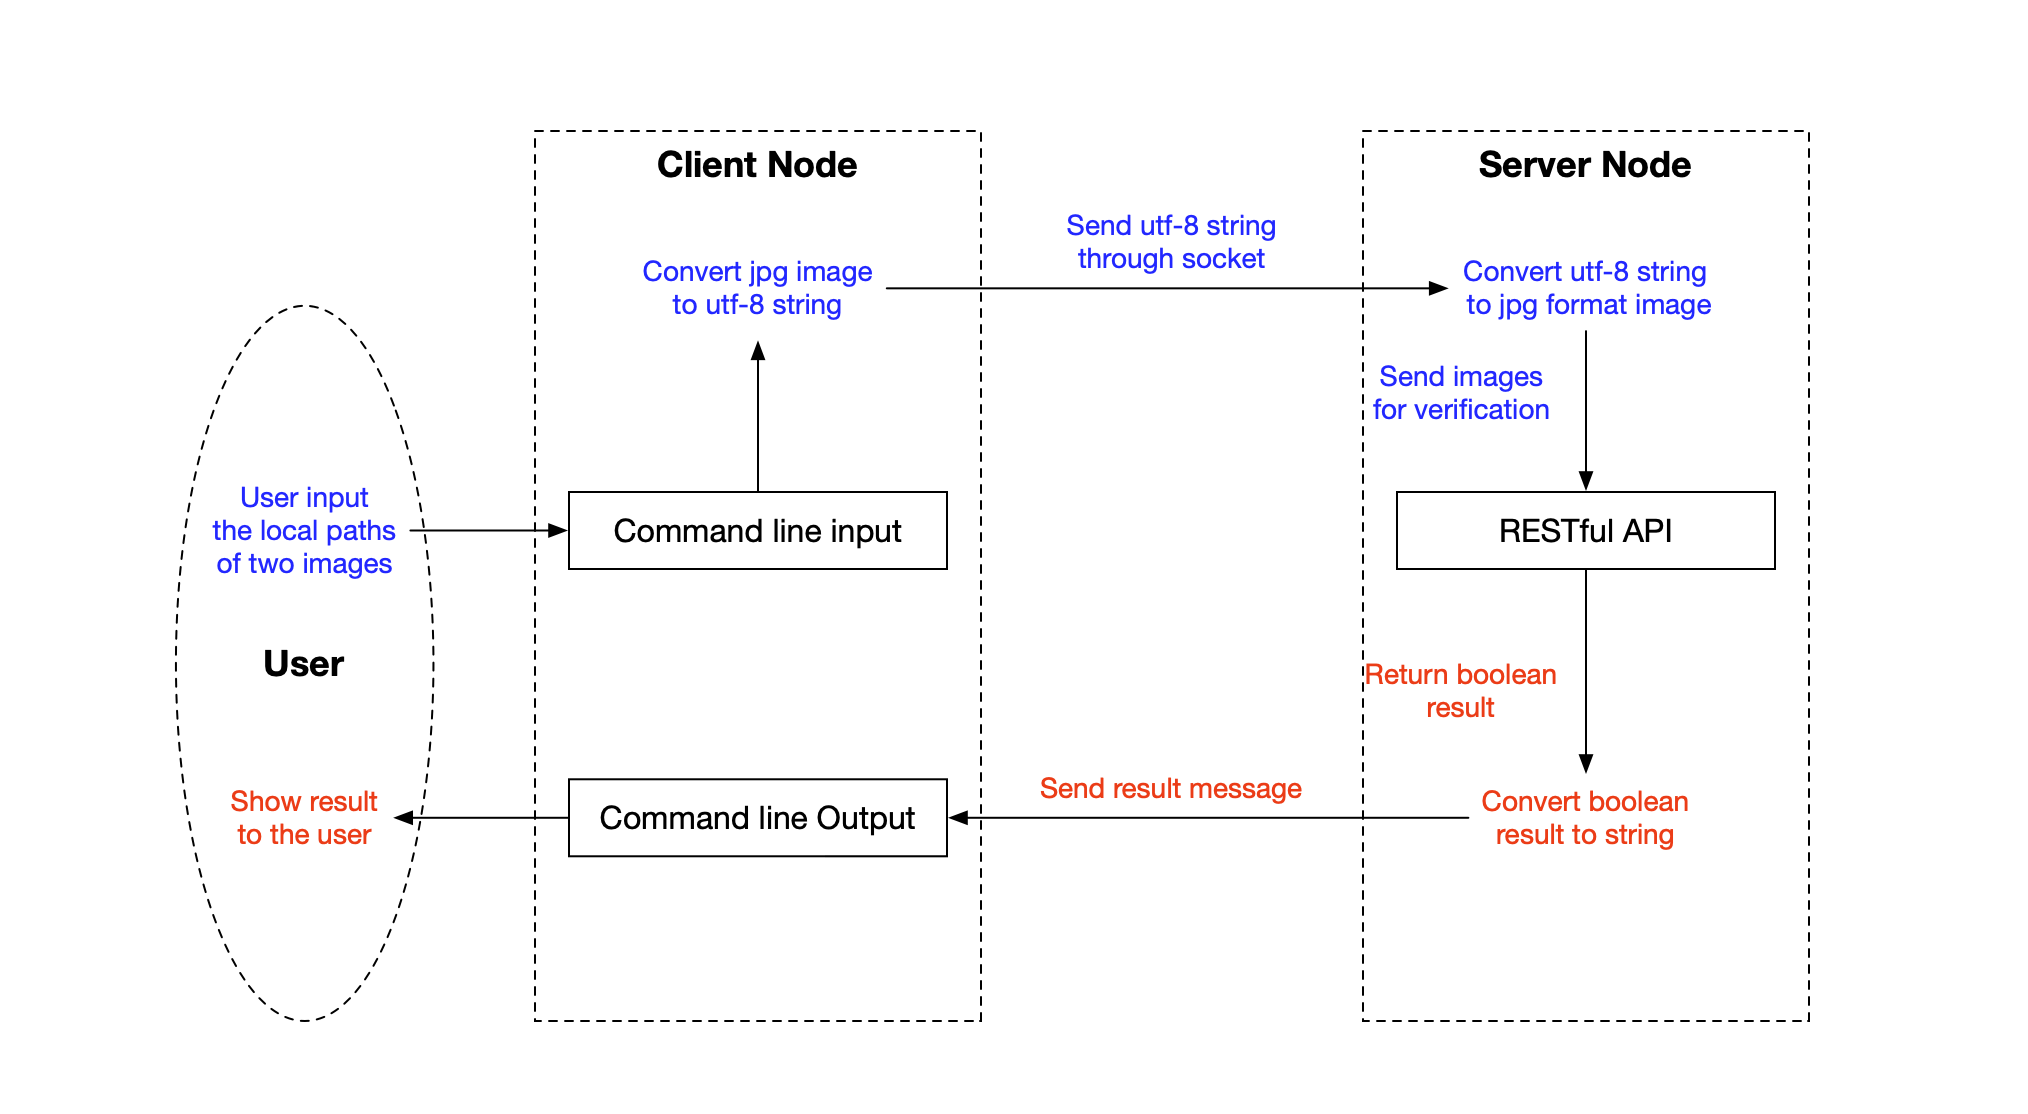 Client Node
Server Node
Send utf-8 string
through socket
Convert jpg image
to utf-8 string
Convert utf-8 string
to jpg format image
Send images
for verification
User input
the local paths
of two images
Command line input
RESTful API
User
Return boolean
result
Show result
to the user
Command line Output
Send result message
Convert boolean
result to string